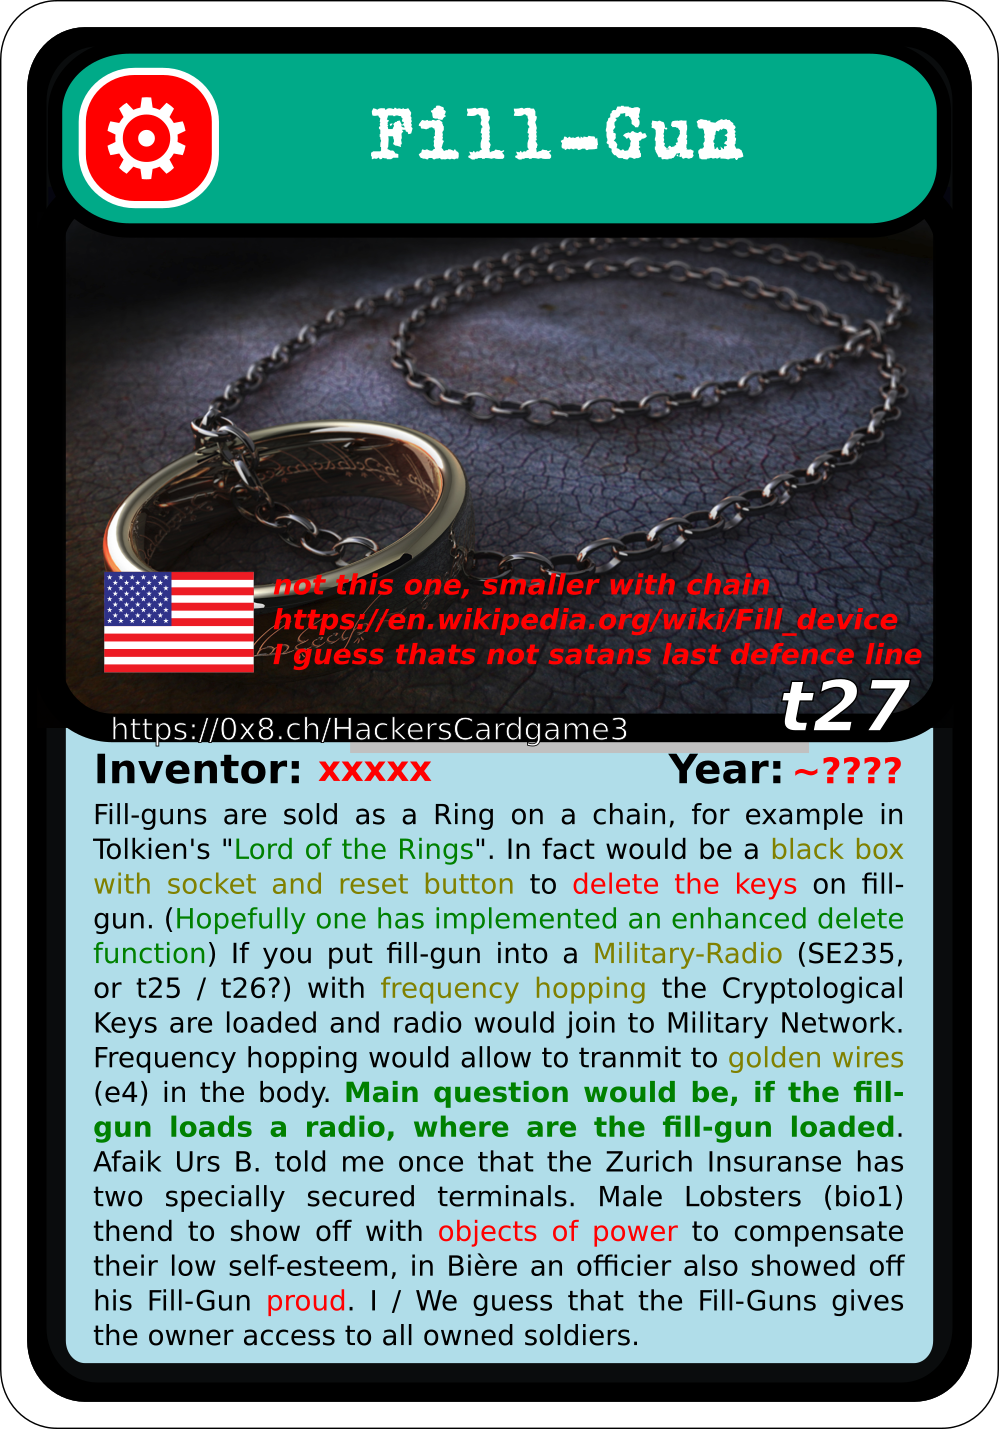 Fill-Gun
not this one, smaller with chain
https://en.wikipedia.org/wiki/Fill_device
I guess thats not satans last defence line
t27
https://0x8.ch/HackersCardgame3
Inventor: xxxxx Year: ~????
Fill-guns are sold as a Ring on a chain, for example in
Tolkien's "Lord of the Rings". In fact would be a black box
with socket and reset button to delete the keys on fill-
gun. (Hopefully one has implemented an enhanced delete
function) If you put fill-gun into a Military-Radio (SE235,
or t25 / t26?) with frequency hopping the Cryptological
Keys are loaded and radio would join to Military Network.
Frequency hopping would allow to tranmit to golden wires
(e4) in the body. Main question would be, if the fill-
gun loads a radio, where are the fill-gun loaded.
Afaik Urs B. told me once that the Zurich Insuranse has
two specially secured terminals. Male Lobsters (bio1)
thend to show off with objects of power to compensate
their low self-esteem, in Bière an officier also showed off
his Fill-Gun proud. I / We guess that the Fill-Guns gives
the owner access to all owned soldiers.